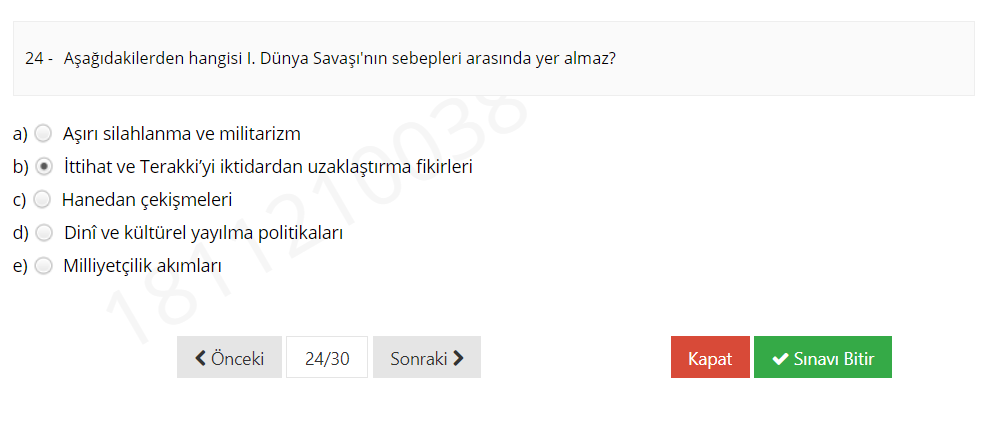 24 - Aşağıdakilerden hangisi I. Dünya Savaşı'nın sebepleri arasında yer almaz?
a) Aşırı silahlanma ve militarizm
b) İttihat ve Terakki’yi iktidardan uzaklaştırma fikirleri
c) Hanedan çekişmeleri
d) Dinî ve kültürel yayılma politikaları
e) Milliyetçilik akımları
1811210038
Önceki 24/30 Sonraki Kapat Sınavı Bitir